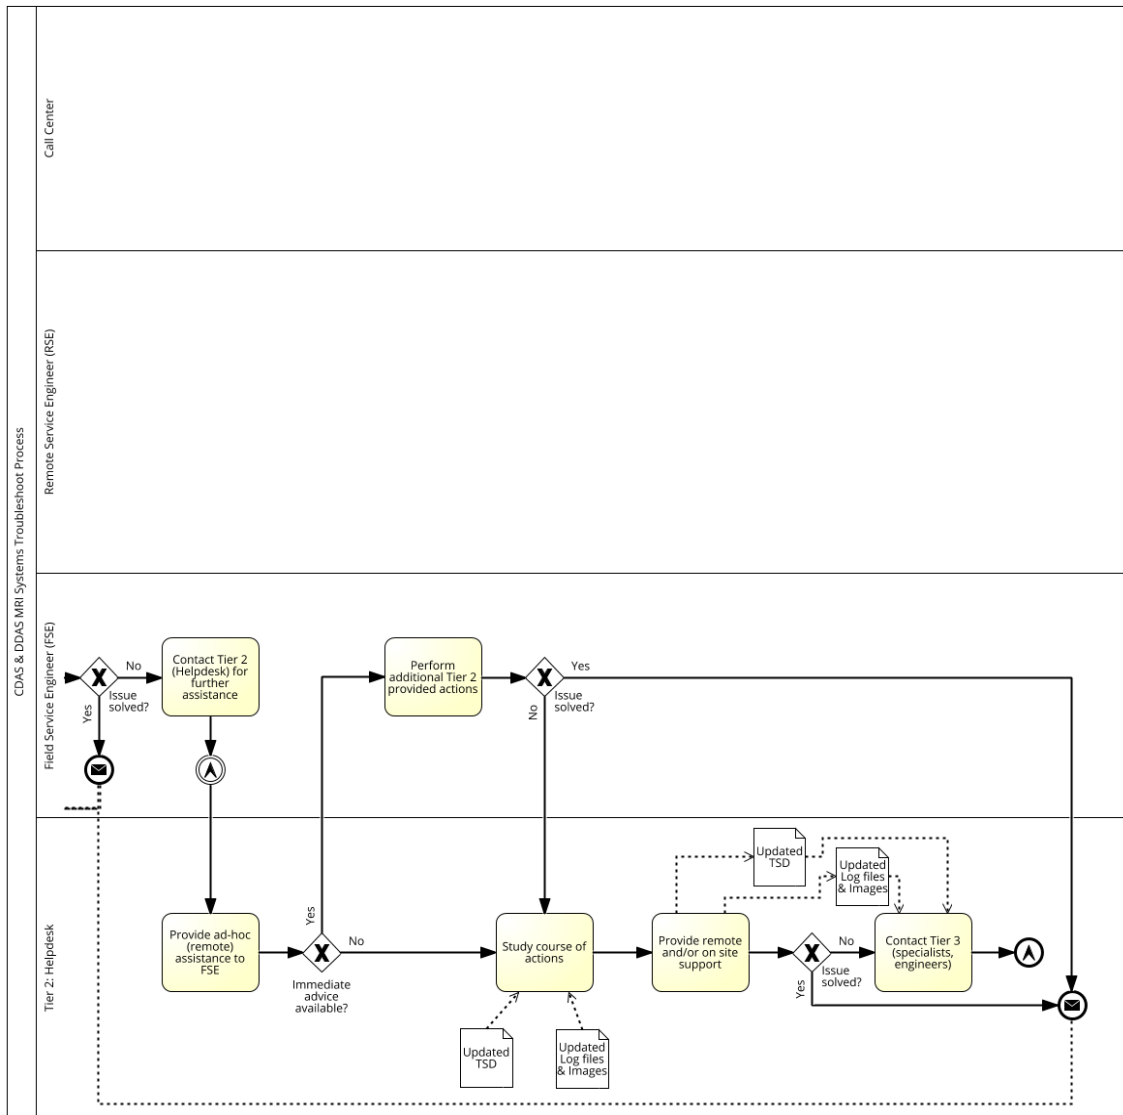 CDAS & DDAS MRI Systems Troubleshoot Process
Call Center
Remote Service Engineer (RSE)
Field Service Engineer (FSE)
No
Issue
solved?
Yes
Contact Tier 2
(Helpdesk) for
further
assistance
Perform
additional Tier 2
provided actions
Yes
Issue
solved?
No
Tier 2: Helpdesk
Provide ad-hoc
(remote)
assistance to
FSE
Yes
No
Immediate
advice
available?
Study course of
actions
Updated
TSD
Updated
Log files
& Images
Provide remote
and/or on site
support
Updated
TSD
Updated
Log files
& Images
No
Issue
solved?
Yes
Contact Tier 3
(specialists,
engineers)